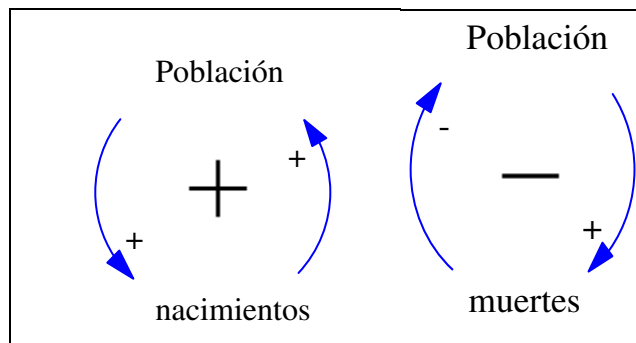 Población
+
+
+
nacimientos
Población
-
−
+
muertes